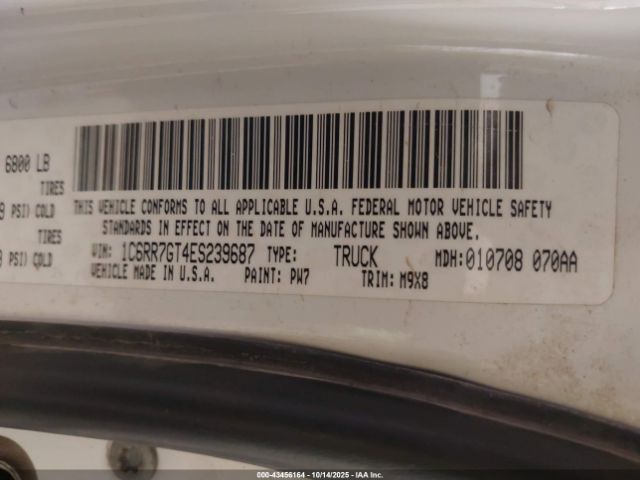 6800 LB
TIRES
PSI) COLD
THIS VEHICLE CONFORMS TO ALL APPLICABLE U.S.A. FEDERAL MOTOR VEHICLE SAFETY
STANDARDS IN EFFECT ON THE DATE OF MANUFACTURE SHOWN ABOVE.
TIRES
PSI) COLD
VIN: 1C6RR7GT4ES239687 TYPE: TRUCK MDH: 010708 070AA
VEHICLE MADE IN U.S.A. PAINT: PW7 TRIM: M9X8
000-43456164 - 10/14/2025 - IAA, Inc.